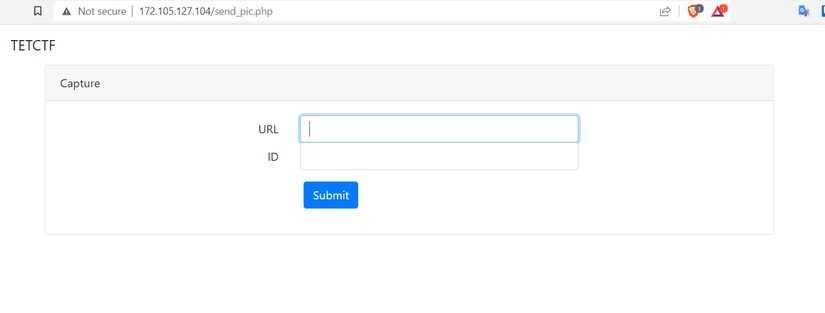 Not secure 172.105.127.104/send_pic.php
TETCTF
Capture
URL
ID
Submit